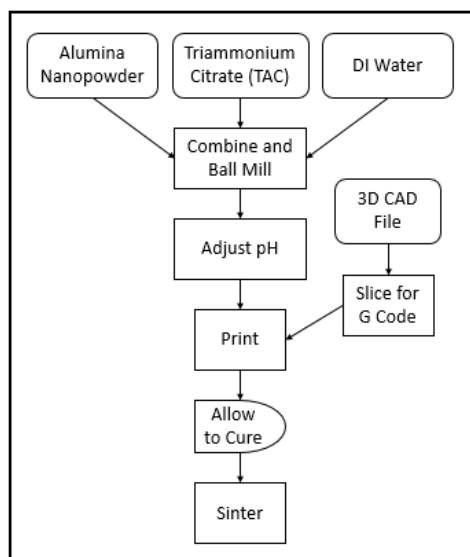 Alumina
Nanopowder
Triammonium
Citrate (TAC)
DI Water
Combine and
Ball Mill
3D CAD
File
Adjust pH
Slice for
G Code
Print
Allow
to Cure
Sinter